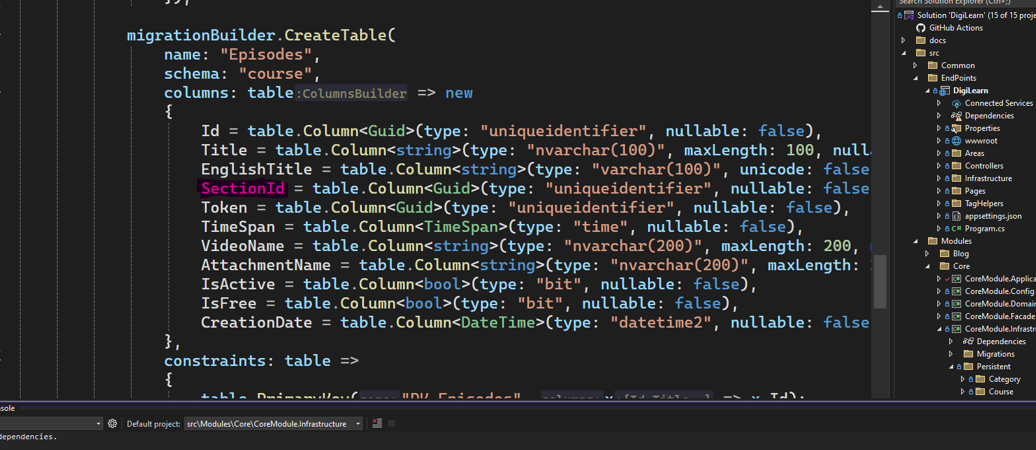 migrationBuilder.CreateTable(
name: "Episodes",
schema: "course",
columns: table:ColumnsBuilder => new
{
Id = table.Column<Guid>(type: "uniqueidentifier", nullable: false),
Title = table.Column<string>(type: "nvarchar(100)", maxLength: 100, nulla
EnglishTitle = table.Column<string>(type: "varchar(100)", unicode: false
SectionId = table.Column<Guid>(type: "uniqueidentifier", nullable: false
Token = table.Column<Guid>(type: "uniqueidentifier", nullable: false),
TimeSpan = table.Column<TimeSpan>(type: "time", nullable: false),
VideoName = table.Column<string>(type: "nvarchar(200)", maxLength: 200,
AttachmentName = table.Column<string>(type: "nvarchar(200)", maxLength:
IsActive = table.Column<bool>(type: "bit", nullable: false),
IsFree = table.Column<bool>(type: "bit", nullable: false),
CreationDate = table.Column<DateTime>(type: "datetime2", nullable: false
},
constraints: table =>
{
table.PrimaryKey("PK_Episodes", x => x.Id);
Search Solution Explorer (Ctrl+;)
Solution 'DigiLearn' (15 of 15 proje
GitHub Actions
docs
src
Common
EndPoints
DigiLearn
Connected Services
Dependencies
Properties
wwwroot
Areas
Controllers
Infrastructure
Pages
TagHelpers
appsettings.json
C# Program.cs
Modules
Blog
Core
CoreModule.Applica
CoreModule.Config
CoreModule.Domain
CoreModule.Facade
CoreModule.Infrastru
Dependencies
Migrations
Persistent
Category
Course
nsole
Default project: src\Modules\Core\CoreModule.Infrastructure
dependencies.